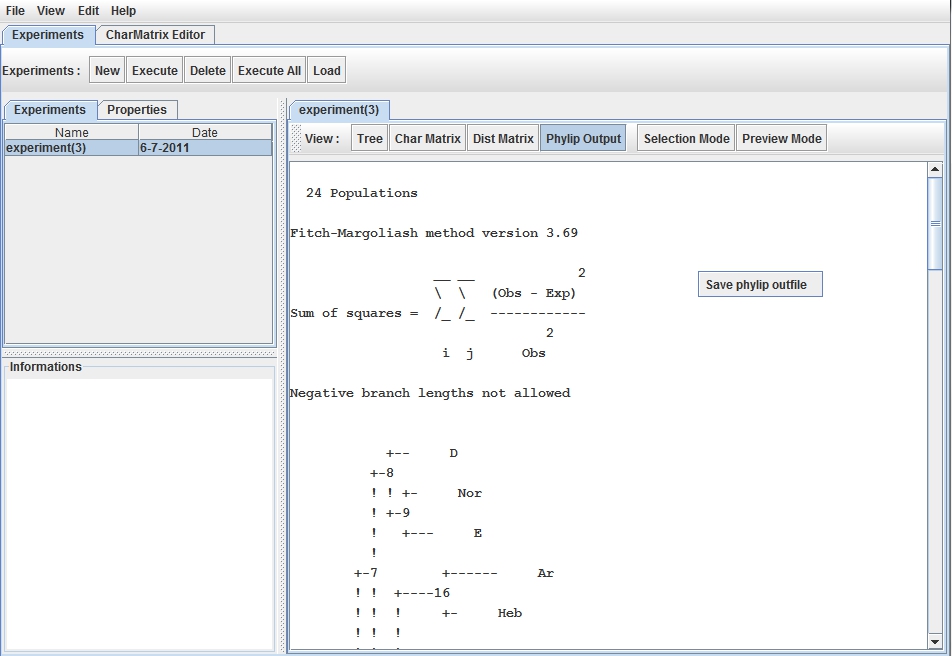 File View Edit Help
Experiments CharMatrix Editor
Experiments : New Execute Delete Execute All Load
Experiments Properties
Name Date
experiment(3) 6-7-2011
Informations
experiment(3)
View : Tree Char Matrix Dist Matrix Phylip Output Selection Mode Preview Mode
24 Populations
Fitch-Margoliash method version 3.69
                  __ __             2
                  \  \   (Obs - Exp)
Sum of squares =  /_ /_  ------------
                                2
                   i  j      Obs
Negative branch lengths not allowed
            +--     D
          +-8
          ! ! +-     Nor
          ! +-9
          !   +---     E
          !
        +-7        +------     Ar
        ! !  +----16
        ! !  !     +-     Heb
        ! !  !
Save phylip outfile